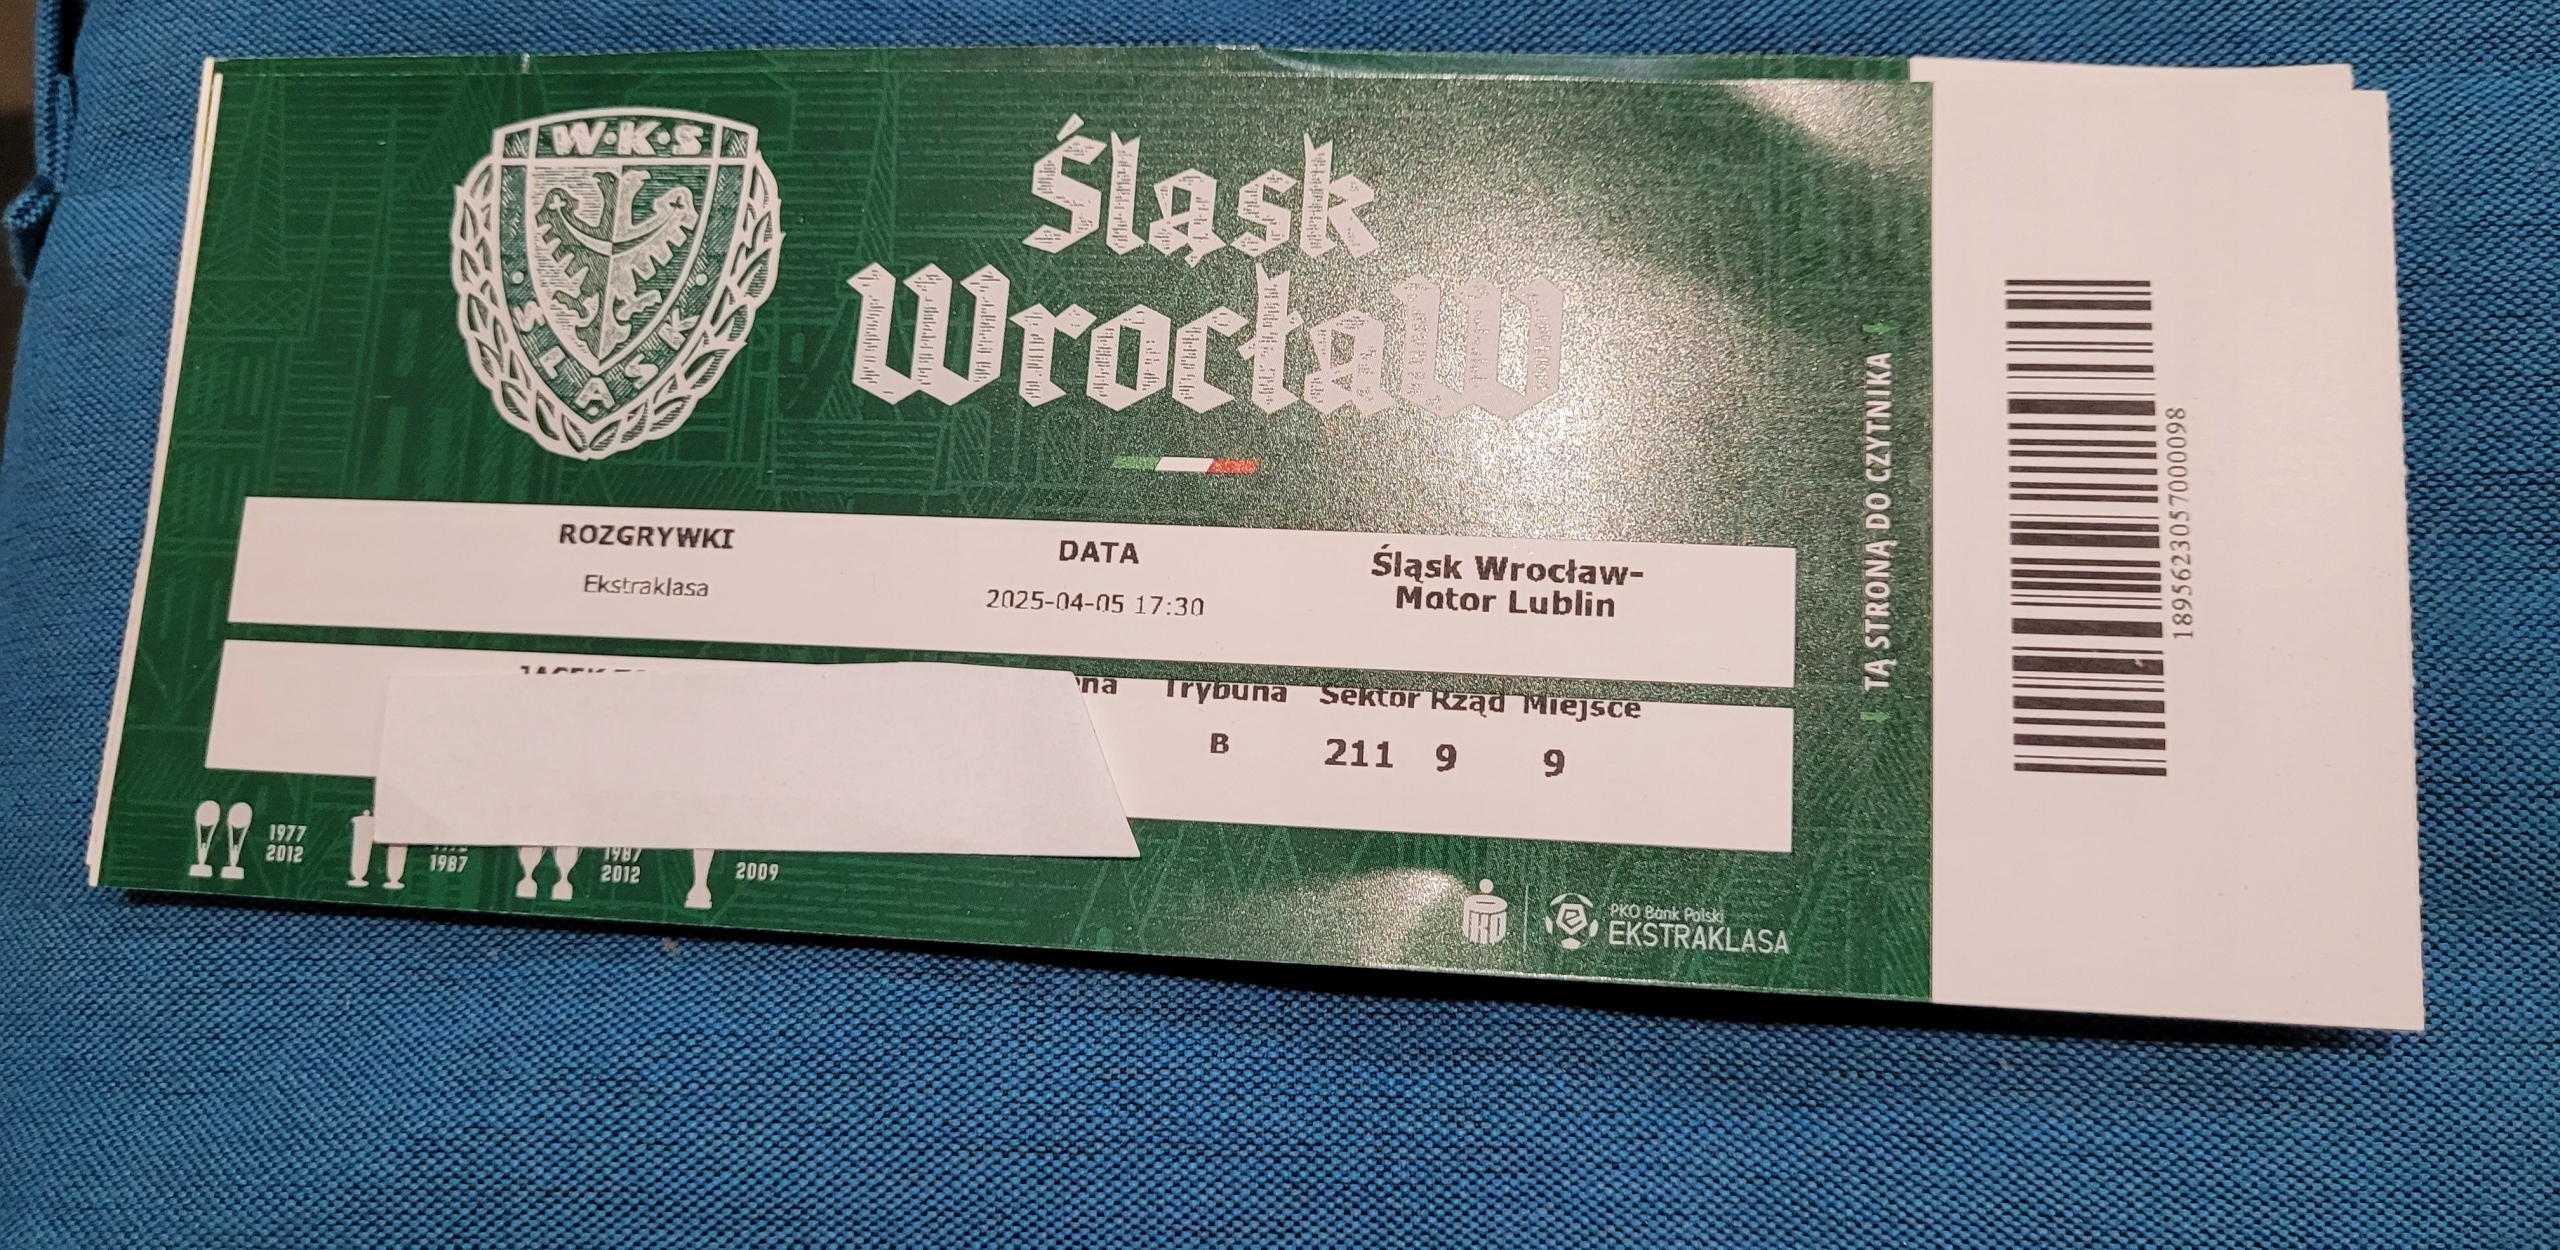 W·K·S
ŚLĄSK
Śląsk
Wrocław
ROZGRYWKI
Ekstraklasa
DATA
2025-04-05 17:30
Śląsk Wrocław-
Motor Lublin
Trybuna Sektor Rząd Miejsce
B 211 9 9
1977
2012
1987
1987
2012
2009
PKO Bank Polski
EKSTRAKLASA
TĄ STRONĄ DO CZYTNIKA
1895623057000098